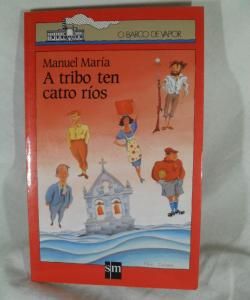 O BARCO DE VAPOR
Manuel María
A tribo ten
catro ríos
sm